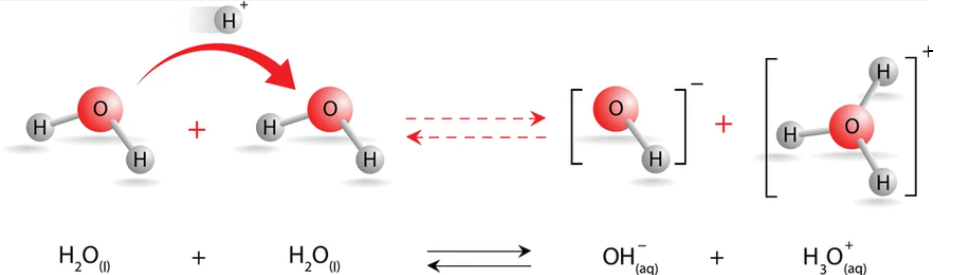 H⁺
O H H + O H H [ O H ]⁻ + [ H O H H ]⁺
H₂O₍ₗ₎ + H₂O₍ₗ₎ ⇌ OH⁻(aq) + H₃O⁺(aq)